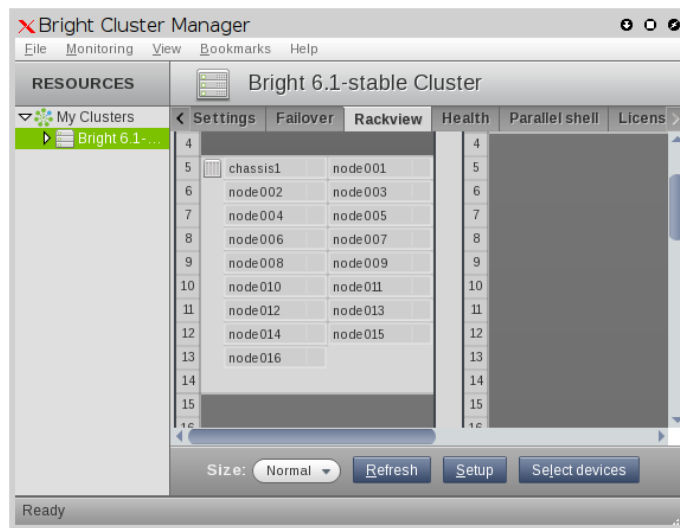 Bright Cluster Manager
File Monitoring View Bookmarks Help
RESOURCES
Bright 6.1-stable Cluster
My Clusters
Bright 6.1-...
Settings Failover Rackview Health Parallel shell Licens
4 4
5 chassis1 node001 5
6 node002 node003 6
7 node004 node005 7
8 node006 node007 8
9 node008 node009 9
10 node010 node011 10
11 node012 node013 11
12 node014 node015 12
13 node016 13
14 14
15 15
16 16
Size: Normal Refresh Setup Select devices
Ready